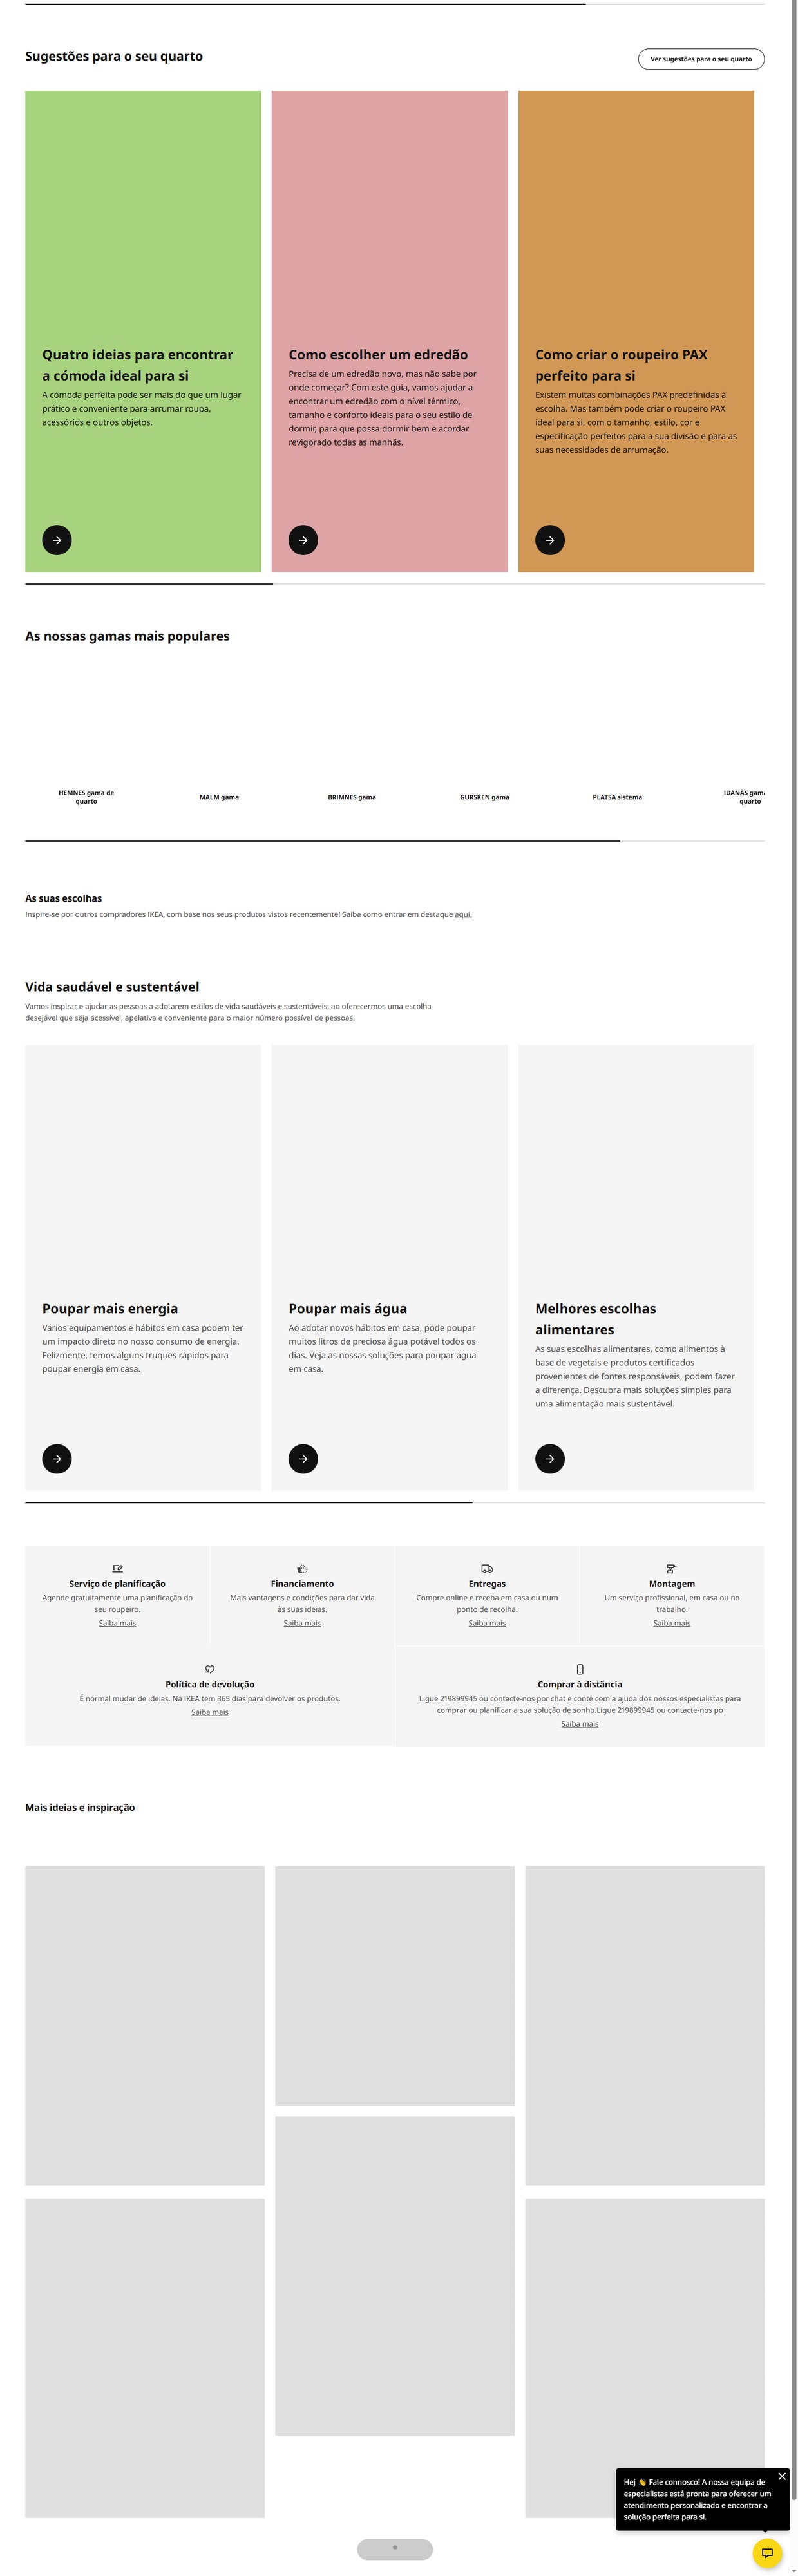 Sugestões para o seu quarto
Ver sugestões para o seu quarto
Quatro ideias para encontrar
a cómoda ideal para si
A cómoda perfeita pode ser mais do que um lugar
prático e conveniente para arrumar roupa,
acessórios e outros objetos.
Como escolher um edredão
Precisa de um edredão novo, mas não sabe por
onde começar? Com este guia, vamos ajudar a
encontrar um edredão com o nível térmico,
tamanho e conforto ideais para o seu estilo de
dormir, para que possa dormir bem e acordar
revigorado todas as manhãs.
Como criar o roupeiro PAX
perfeito para si
Existem muitas combinações PAX predefinidas à
escolha. Mas também pode criar o roupeiro PAX
ideal para si, com o tamanho, estilo, cor e
especificação perfeitos para a sua divisão e para as
suas necessidades de arrumação.
As nossas gamas mais populares
HEMNES gama de
quarto
MALM gama
BRIMNES gama
GURSKEN gama
PLATSA sistema
IDANÄS gama
quarto
As suas escolhas
Inspire-se por outros compradores IKEA, com base nos seus produtos vistos recentemente! Saiba como entrar em destaque aqui.
Vida saudável e sustentável
Vamos inspirar e ajudar as pessoas a adotarem estilos de vida saudáveis e sustentáveis, ao oferecermos uma escolha
desejável que seja acessível, apelativa e conveniente para o maior número possível de pessoas.
Poupar mais energia
Vários equipamentos e hábitos em casa podem ter
um impacto direto no nosso consumo de energia.
Felizmente, temos alguns truques rápidos para
poupar energia em casa.
Poupar mais água
Ao adotar novos hábitos em casa, pode poupar
muitos litros de preciosa água potável todos os
dias. Veja as nossas soluções para poupar água
em casa.
Melhores escolhas
alimentares
As suas escolhas alimentares, como alimentos à
base de vegetais e produtos certificados
provenientes de fontes responsáveis, podem fazer
a diferença. Descubra mais soluções simples para
uma alimentação mais sustentável.
Serviço de planificação
Agende gratuitamente uma planificação do
seu roupeiro.
Saiba mais
Financiamento
Mais vantagens e condições para dar vida
às suas ideias.
Saiba mais
Entregas
Compre online e receba em casa ou num
ponto de recolha.
Saiba mais
Montagem
Um serviço profissional, em casa ou no
trabalho.
Saiba mais
Política de devolução
É normal mudar de ideias. Na IKEA tem 365 dias para devolver os produtos.
Saiba mais
Comprar à distância
Ligue 219899945 ou contacte-nos por chat e conte com a ajuda dos nossos especialistas para
comprar ou planificar a sua solução de sonho.Ligue 219899945 ou contacte-nos po
Saiba mais
Mais ideias e inspiração
Hej 👋 Fale connosco! A nossa equipa de
especialistas está pronta para oferecer um
atendimento personalizado e encontrar a
solução perfeita para si.